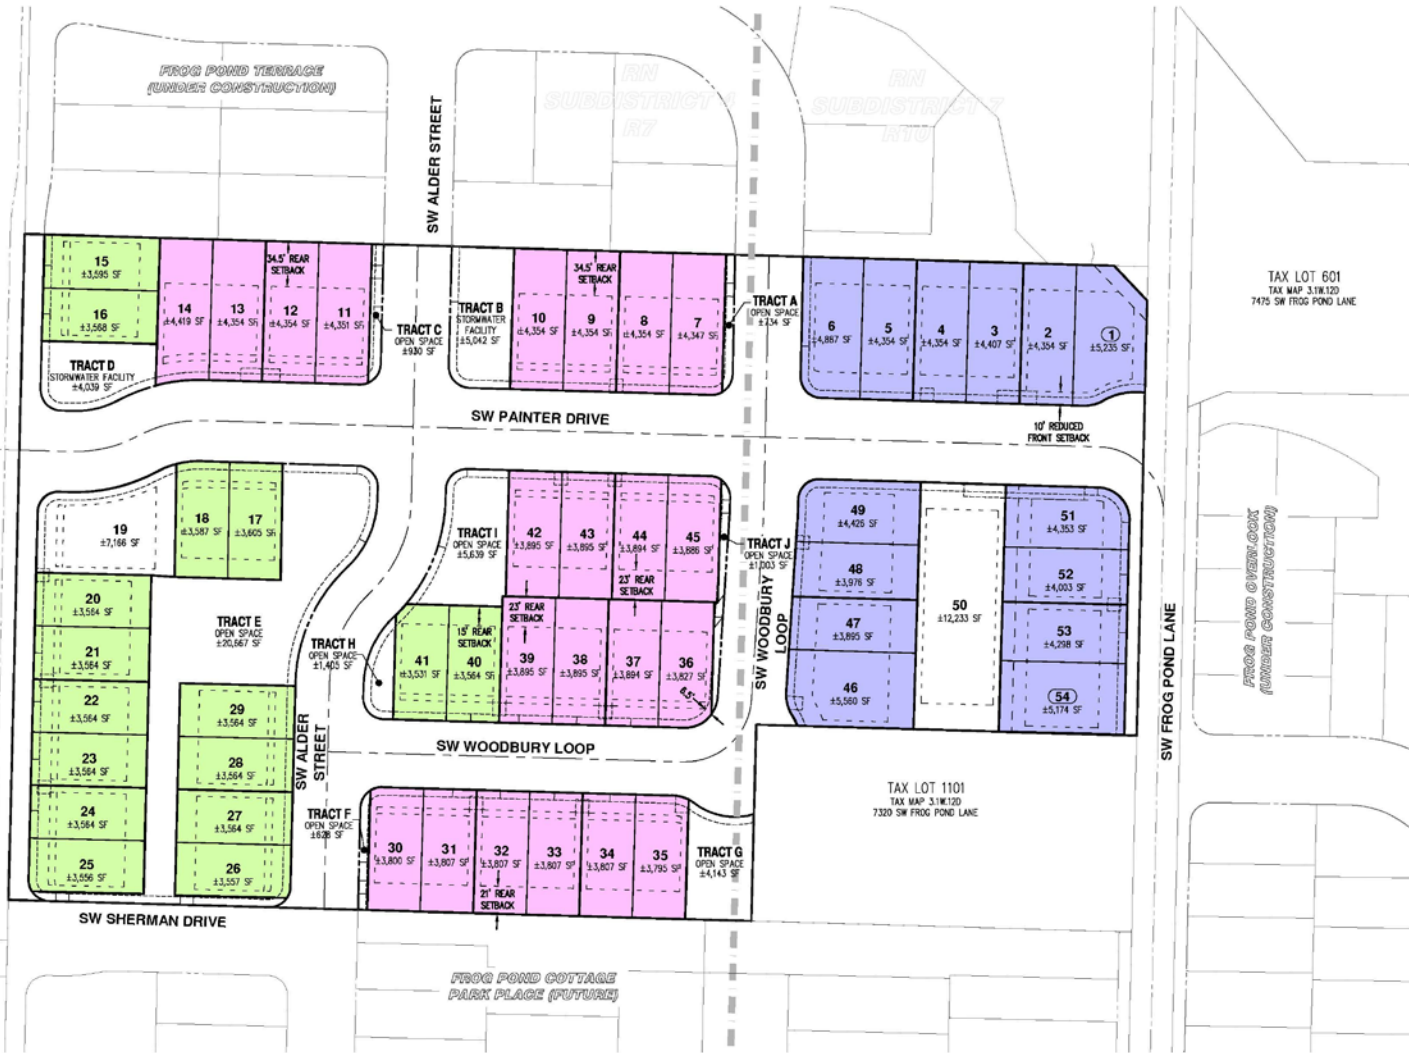 FROG POND TERRACE
(UNDER CONSTRUCTION)
RN
SUBDISTRICT 4
R7
RN
SUBDISTRICT 7
R10
SW ALDER STREET
TAX LOT 601
TAX MAP 3.1W.12D
7475 SW FROG POND LANE
15
±3,595 SF
16
±3,568 SF
TRACT D
STORMWATER FACILITY
±4,039 SF
14
±4,419 SF
13
±4,354 SF
34.5' REAR
SETBACK
12
±4,354 SF
11
±4,351 SF
TRACT C
OPEN SPACE
±930 SF
TRACT B
STORMWATER
FACILITY
±5,042 SF
10
±4,354 SF
34.5' REAR
SETBACK
9
±4,354 SF
8
±4,354 SF
7
±4,347 SF
TRACT A
OPEN SPACE
±734 SF
6
±4,887 SF
5
±4,354 SF
4
±4,354 SF
3
±4,407 SF
2
±4,354 SF
1
±5,235 SF
10' REDUCED
FRONT SETBACK
SW PAINTER DRIVE
19
±7,166 SF
18
±3,587 SF
17
±3,605 SF
TRACT I
OPEN SPACE
±5,639 SF
42
±3,895 SF
43
±3,895 SF
44
±3,894 SF
45
±3,886 SF
23' REAR
SETBACK
TRACT J
OPEN SPACE
±1,003 SF
SW WOODBURY
LOOP
49
±4,426 SF
48
±3,976 SF
47
±3,895 SF
46
±5,560 SF
50
±12,233 SF
51
±4,353 SF
52
±4,003 SF
53
±4,298 SF
54
±5,174 SF
SW FROG POND LANE
FROG POND OVERLOOK
(UNDER CONSTRUCTION)
20
±3,564 SF
21
±3,564 SF
22
±3,564 SF
23
±3,564 SF
24
±3,564 SF
25
±3,556 SF
TRACT E
OPEN SPACE
±20,667 SF
TRACT H
OPEN SPACE
±1,405 SF
41
±3,531 SF
15' REAR
SETBACK
40
±3,564 SF
23' REAR
SETBACK
39
±3,895 SF
38
±3,895 SF
37
±3,894 SF
36
±3,827 SF
6.5'
29
±3,564 SF
28
±3,564 SF
27
±3,564 SF
26
±3,557 SF
SW ALDER
STREET
SW WOODBURY LOOP
TAX LOT 1101
TAX MAP 3.1W.12D
7320 SW FROG POND LANE
TRACT F
OPEN SPACE
±628 SF
30
±3,800 SF
31
±3,807 SF
32
±3,807 SF
21' REAR
SETBACK
33
±3,807 SF
34
±3,807 SF
35
±3,795 SF
TRACT G
OPEN SPACE
±4,143 SF
SW SHERMAN DRIVE
FROG POND COTTAGE
PARK PLACE (FUTURE)